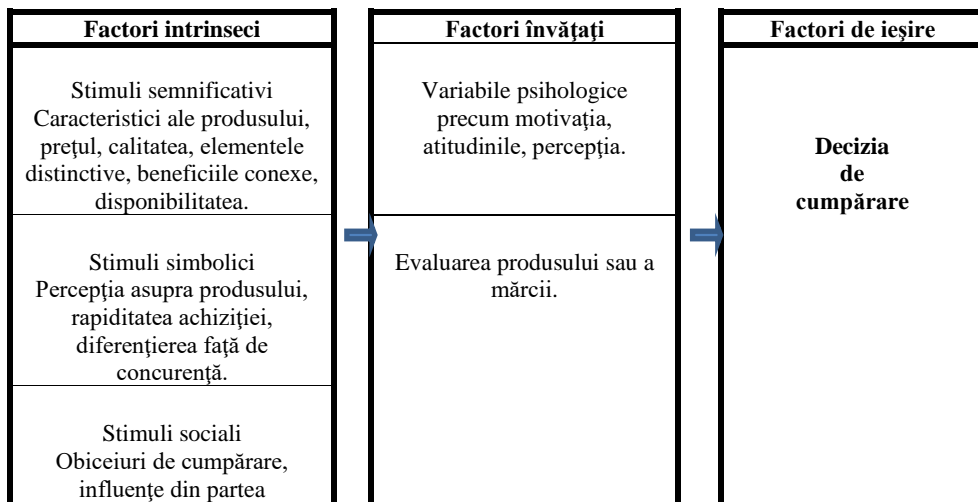 Factori intrinseci
Stimuli semnificativi
Caracteristici ale produsului,
preţul, calitatea, elementele
distinctive, beneficiile conexe,
disponibilitatea.
Stimuli simbolici
Percepţia asupra produsului,
rapiditatea achiziţiei,
diferenţierea faţă de
concurenţă.
Stimuli sociali
Obiceiuri de cumpărare,
influenţe din partea
Factori învăţaţi
Variabile psihologice
precum motivaţia,
atitudinile, percepţia.
Evaluarea produsului sau a
mărcii.
Factori de ieşire
Decizia
de
cumpărare